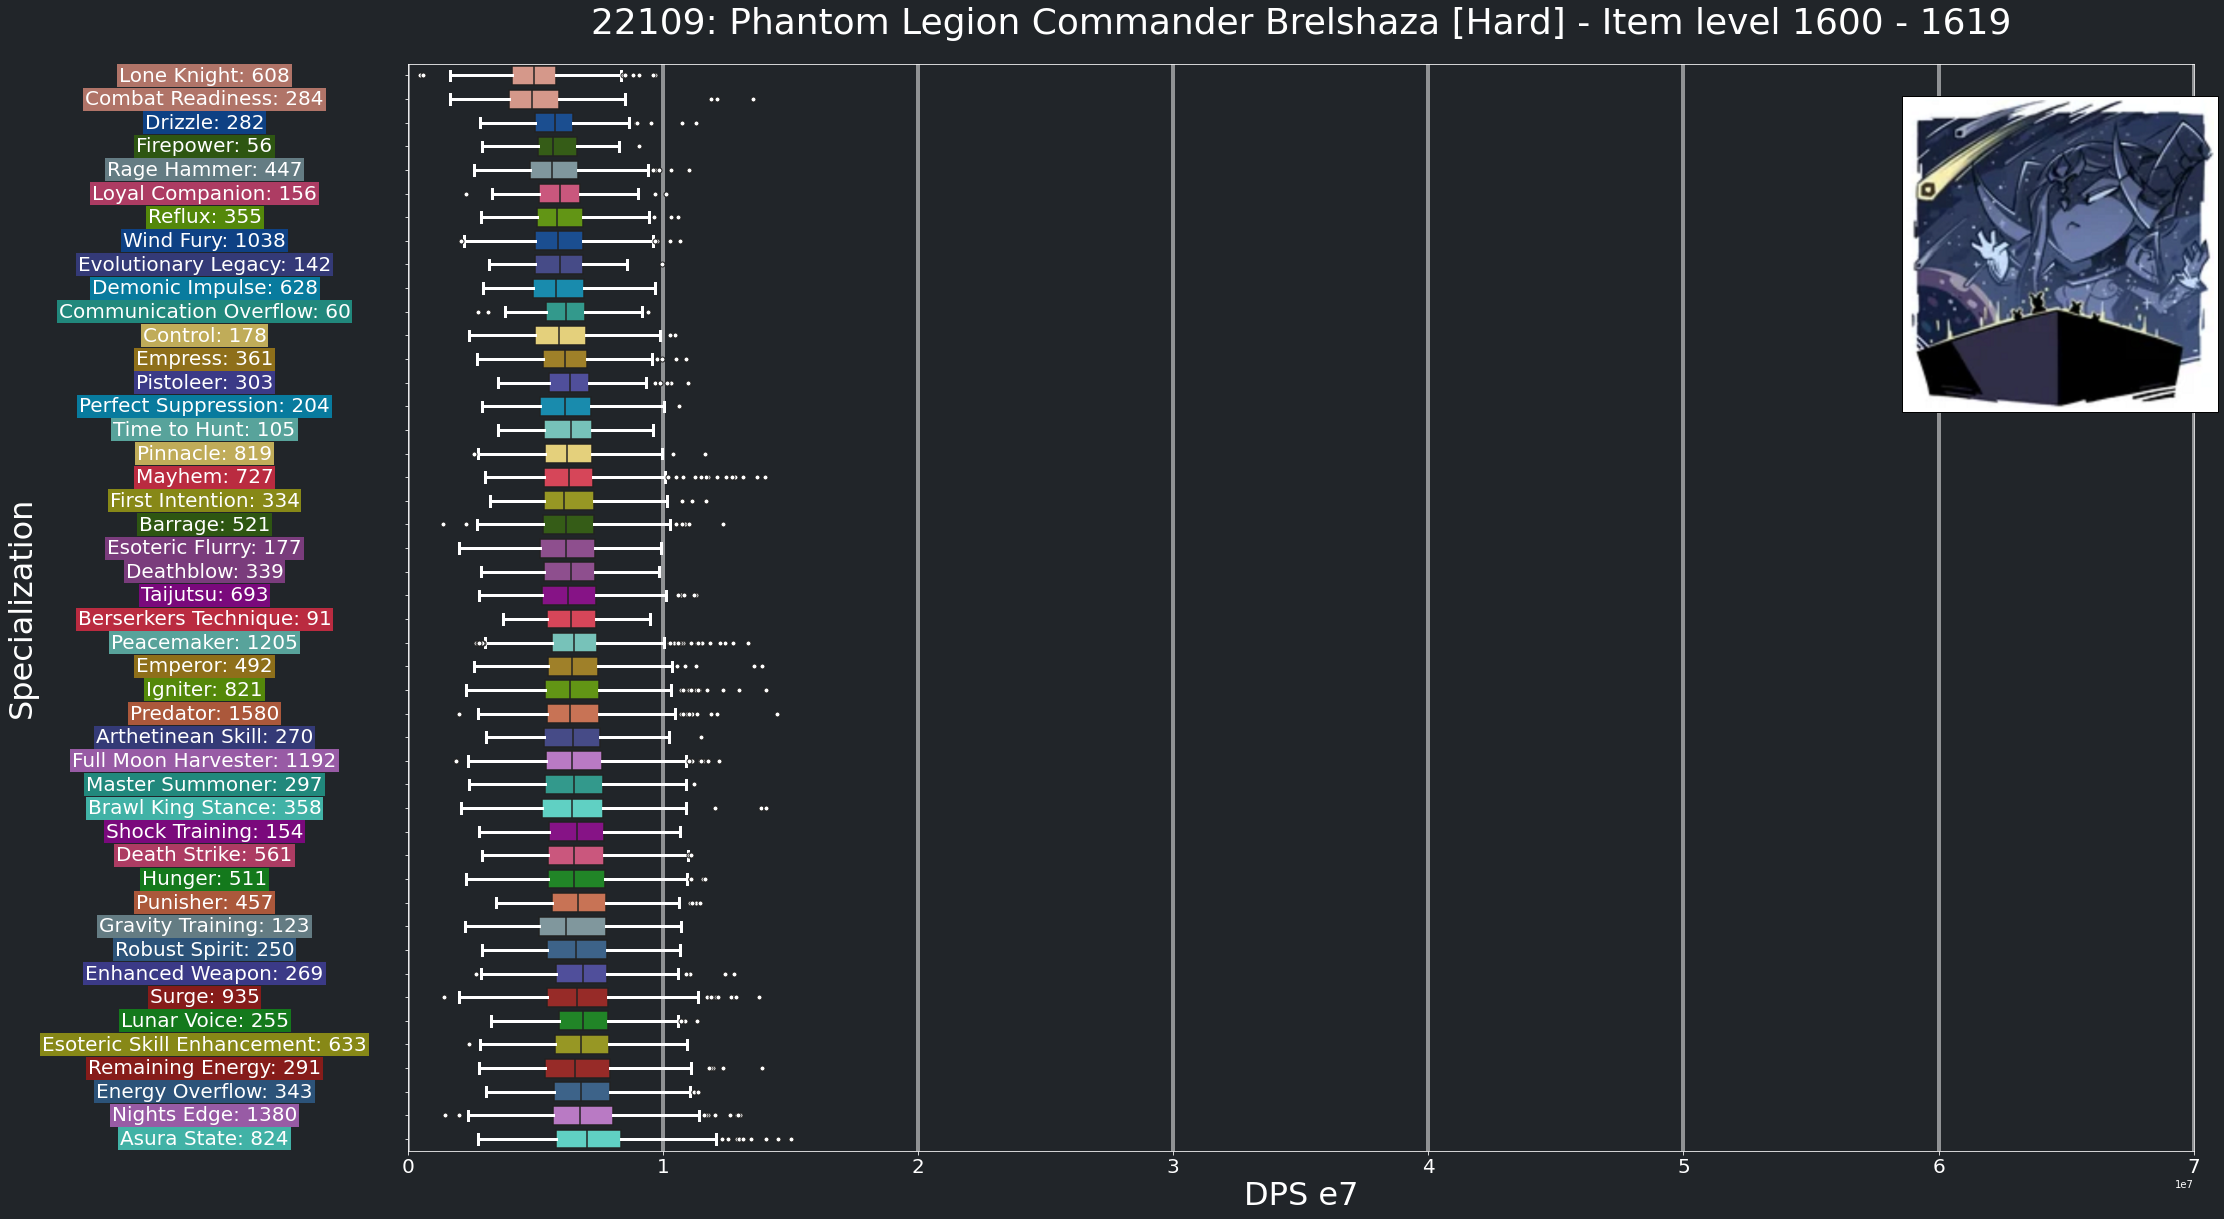 22109: Phantom Legion Commander Brelshaza [Hard] - Item level 1600 - 1619
Lone Knight: 608
Combat Readiness: 284
Drizzle: 282
Firepower: 56
Rage Hammer: 447
Loyal Companion: 156
Reflux: 355
Wind Fury: 1038
Evolutionary Legacy: 142
Demonic Impulse: 628
Communication Overflow: 60
Control: 178
Empress: 361
Pistoleer: 303
Perfect Suppression: 204
Time to Hunt: 105
Pinnacle: 819
Mayhem: 727
First Intention: 334
Barrage: 521
Esoteric Flurry: 177
Deathblow: 339
Taijutsu: 693
Berserkers Technique: 91
Peacemaker: 1205
Emperor: 492
Igniter: 821
Predator: 1580
Arthetinean Skill: 270
Full Moon Harvester: 1192
Master Summoner: 297
Brawl King Stance: 358
Shock Training: 154
Death Strike: 561
Hunger: 511
Punisher: 457
Gravity Training: 123
Robust Spirit: 250
Enhanced Weapon: 269
Surge: 935
Lunar Voice: 255
Esoteric Skill Enhancement: 633
Remaining Energy: 291
Energy Overflow: 343
Nights Edge: 1380
Asura State: 824
Specialization
0 1 2 3 4 5 6 7
1e7
DPS e7